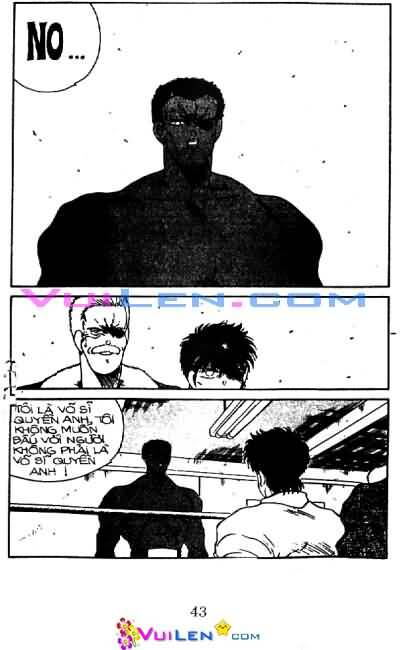 NO...
VUILEN.COM
TÔI LÀ VÕ SĨ
QUYỀN ANH, TÔI
KHÔNG MUỐN
ĐẤU VỚI NGƯỜI
KHÔNG PHẢI LÀ
VÕ SĨ QUYỀN
ANH !
43
VUILEN.COM